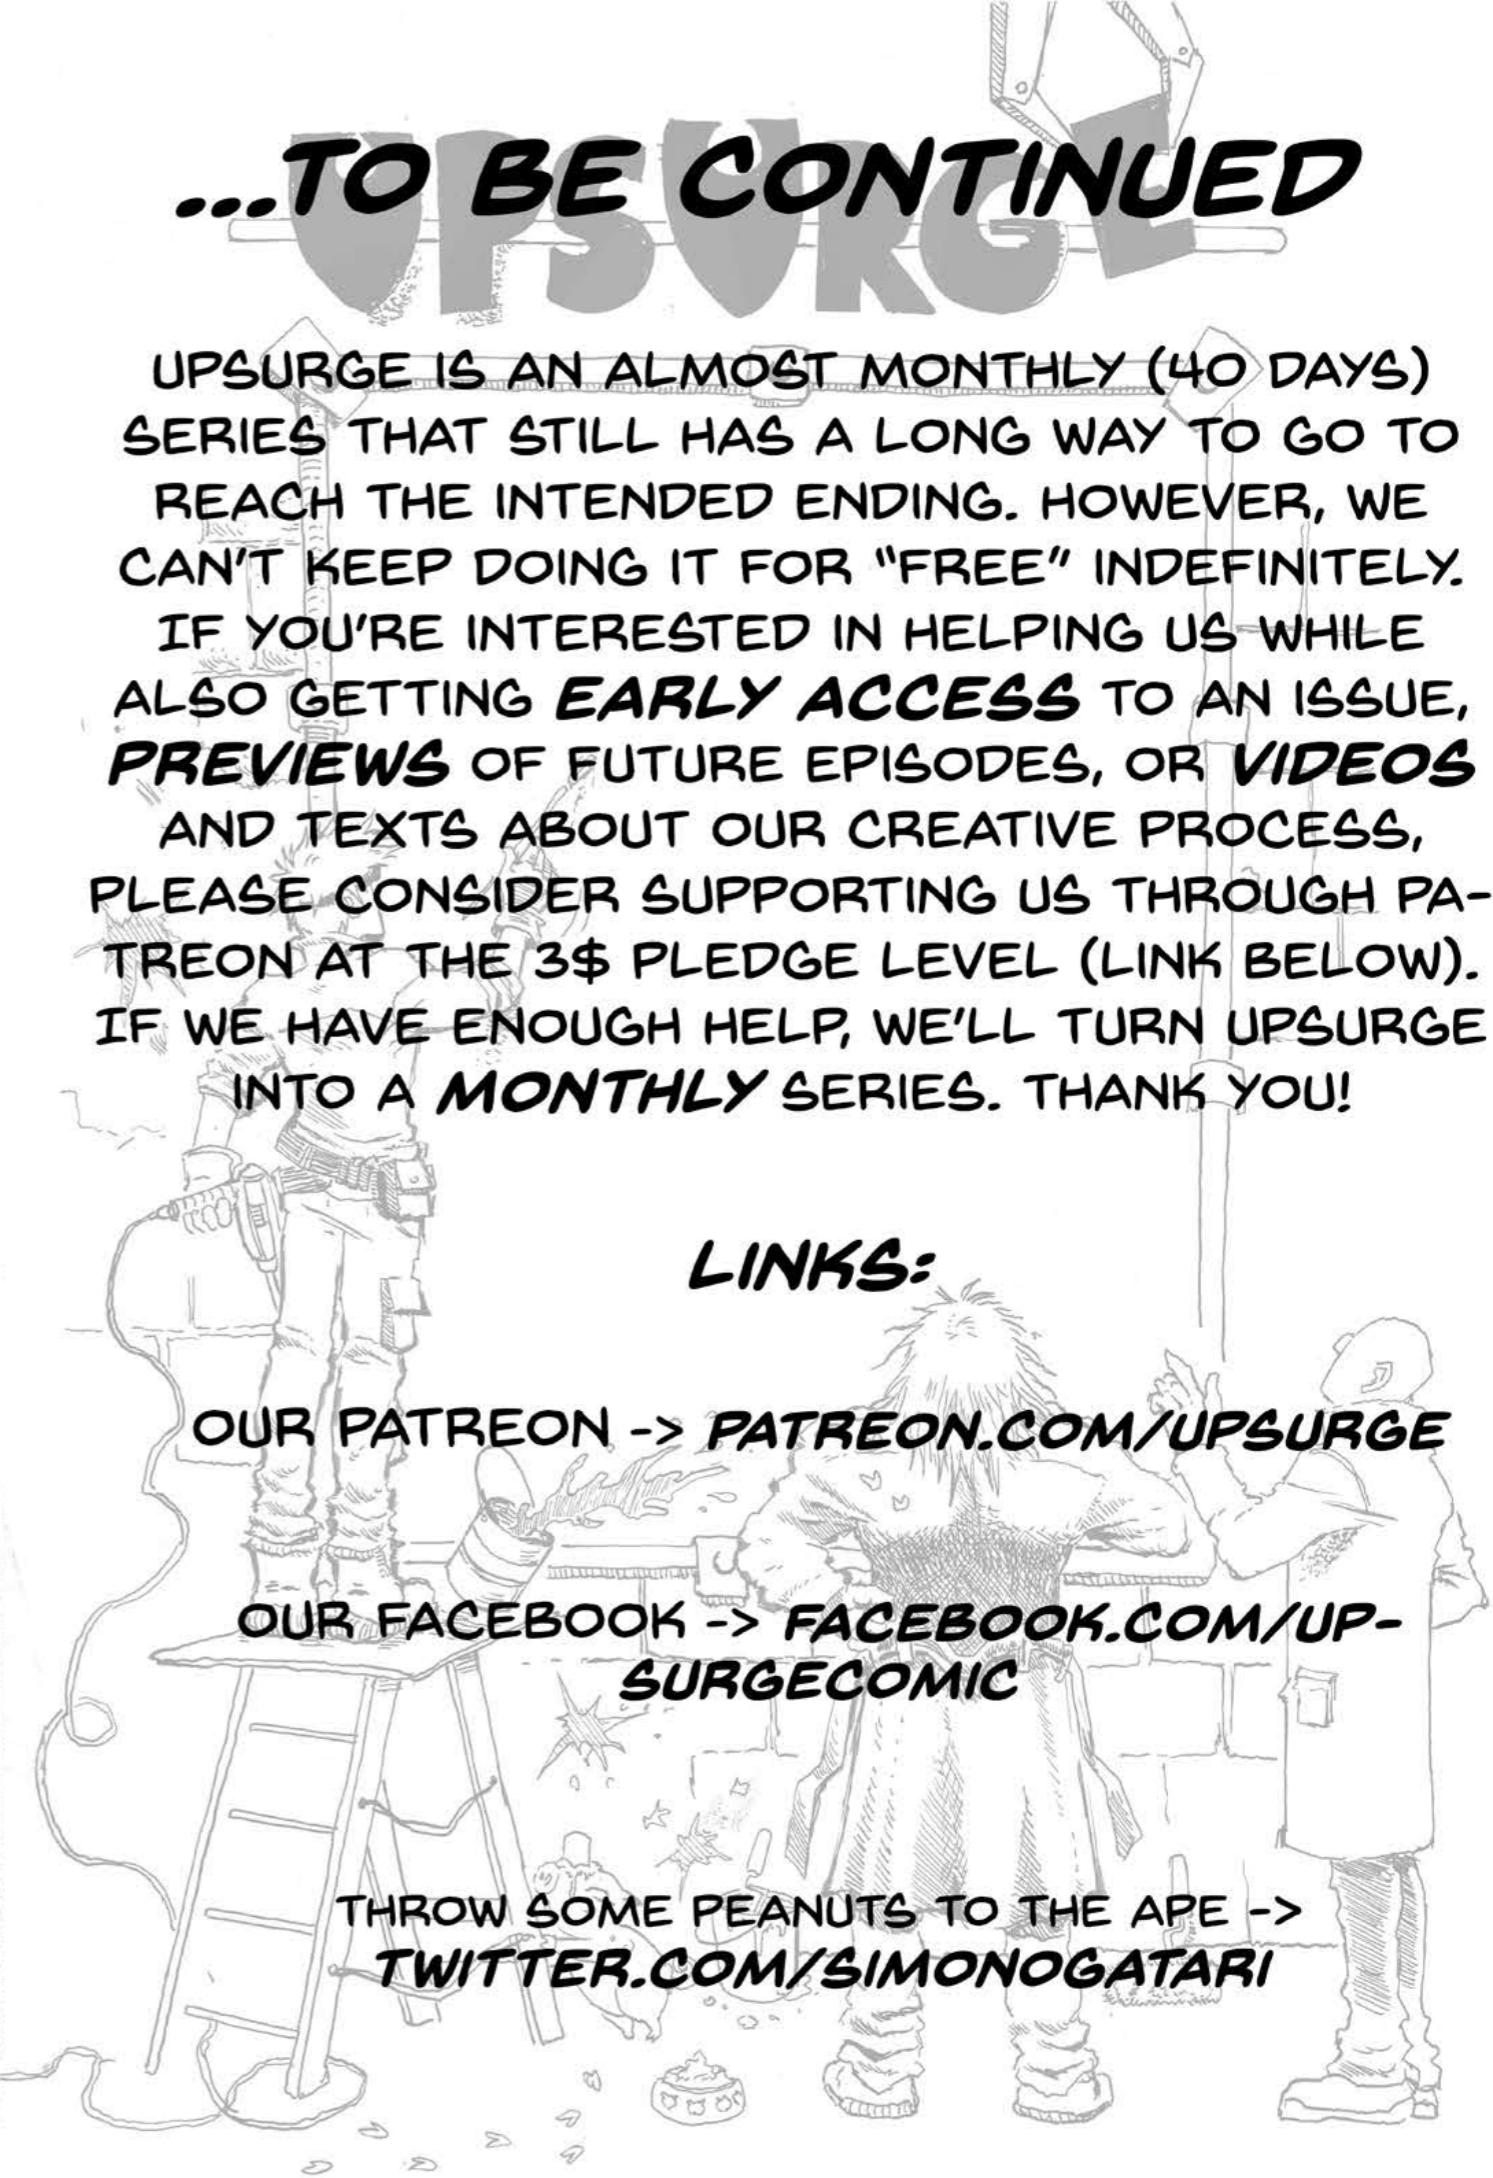 UPSURGE
...TO BE CONTINUED
UPSURGE IS AN ALMOST MONTHLY (40 DAYS)
SERIES THAT STILL HAS A LONG WAY TO GO TO
REACH THE INTENDED ENDING. HOWEVER, WE
CAN'T KEEP DOING IT FOR "FREE" INDEFINITELY.
IF YOU'RE INTERESTED IN HELPING US WHILE
ALSO GETTING EARLY ACCESS TO AN ISSUE,
PREVIEWS OF FUTURE EPISODES, OR VIDEOS
AND TEXTS ABOUT OUR CREATIVE PROCESS,
PLEASE CONSIDER SUPPORTING US THROUGH PA-
TREON AT THE 3$ PLEDGE LEVEL (LINK BELOW).
IF WE HAVE ENOUGH HELP, WE'LL TURN UPSURGE
INTO A MONTHLY SERIES. THANK YOU!
LINKS:
OUR PATREON -> PATREON.COM/UPSURGE
OUR FACEBOOK -> FACEBOOK.COM/UP-
SURGECOMIC
THROW SOME PEANUTS TO THE APE ->
TWITTER.COM/SIMONOGATARI